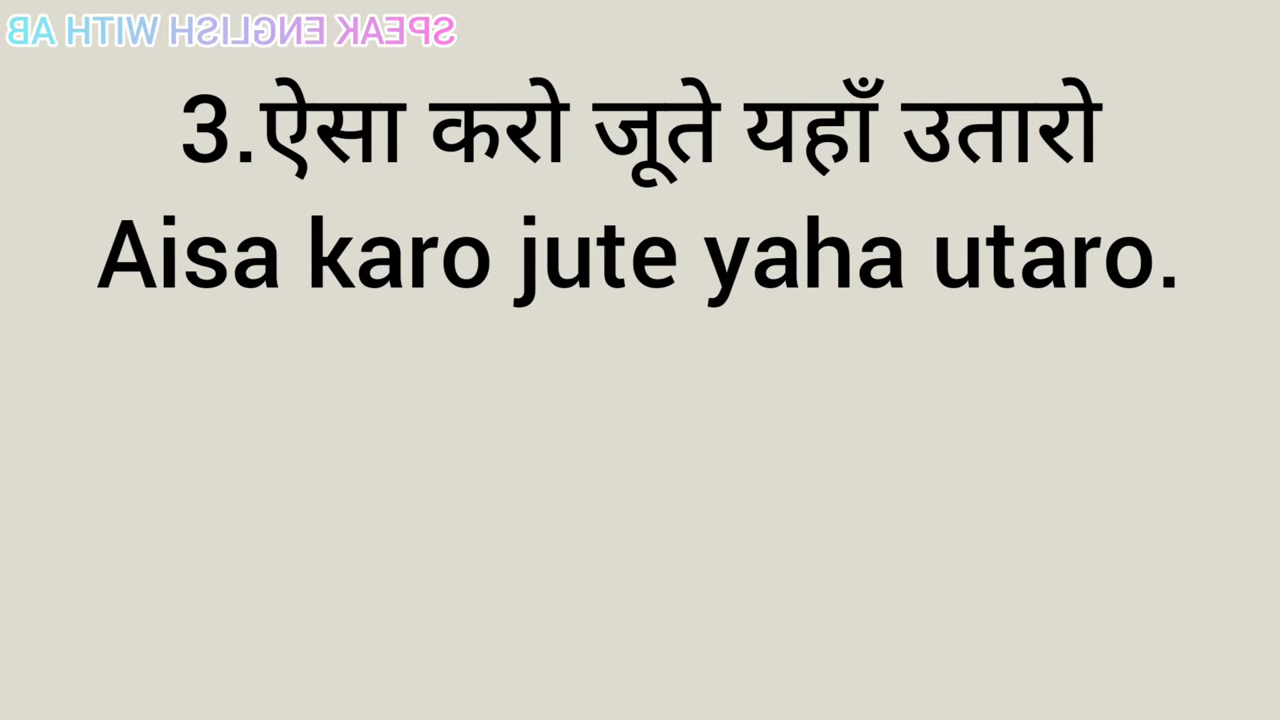 SPEAK ENGLISH WITH AB
3.ऐसा करो जूते यहाँ उतारो
Aisa karo jute yaha utaro.